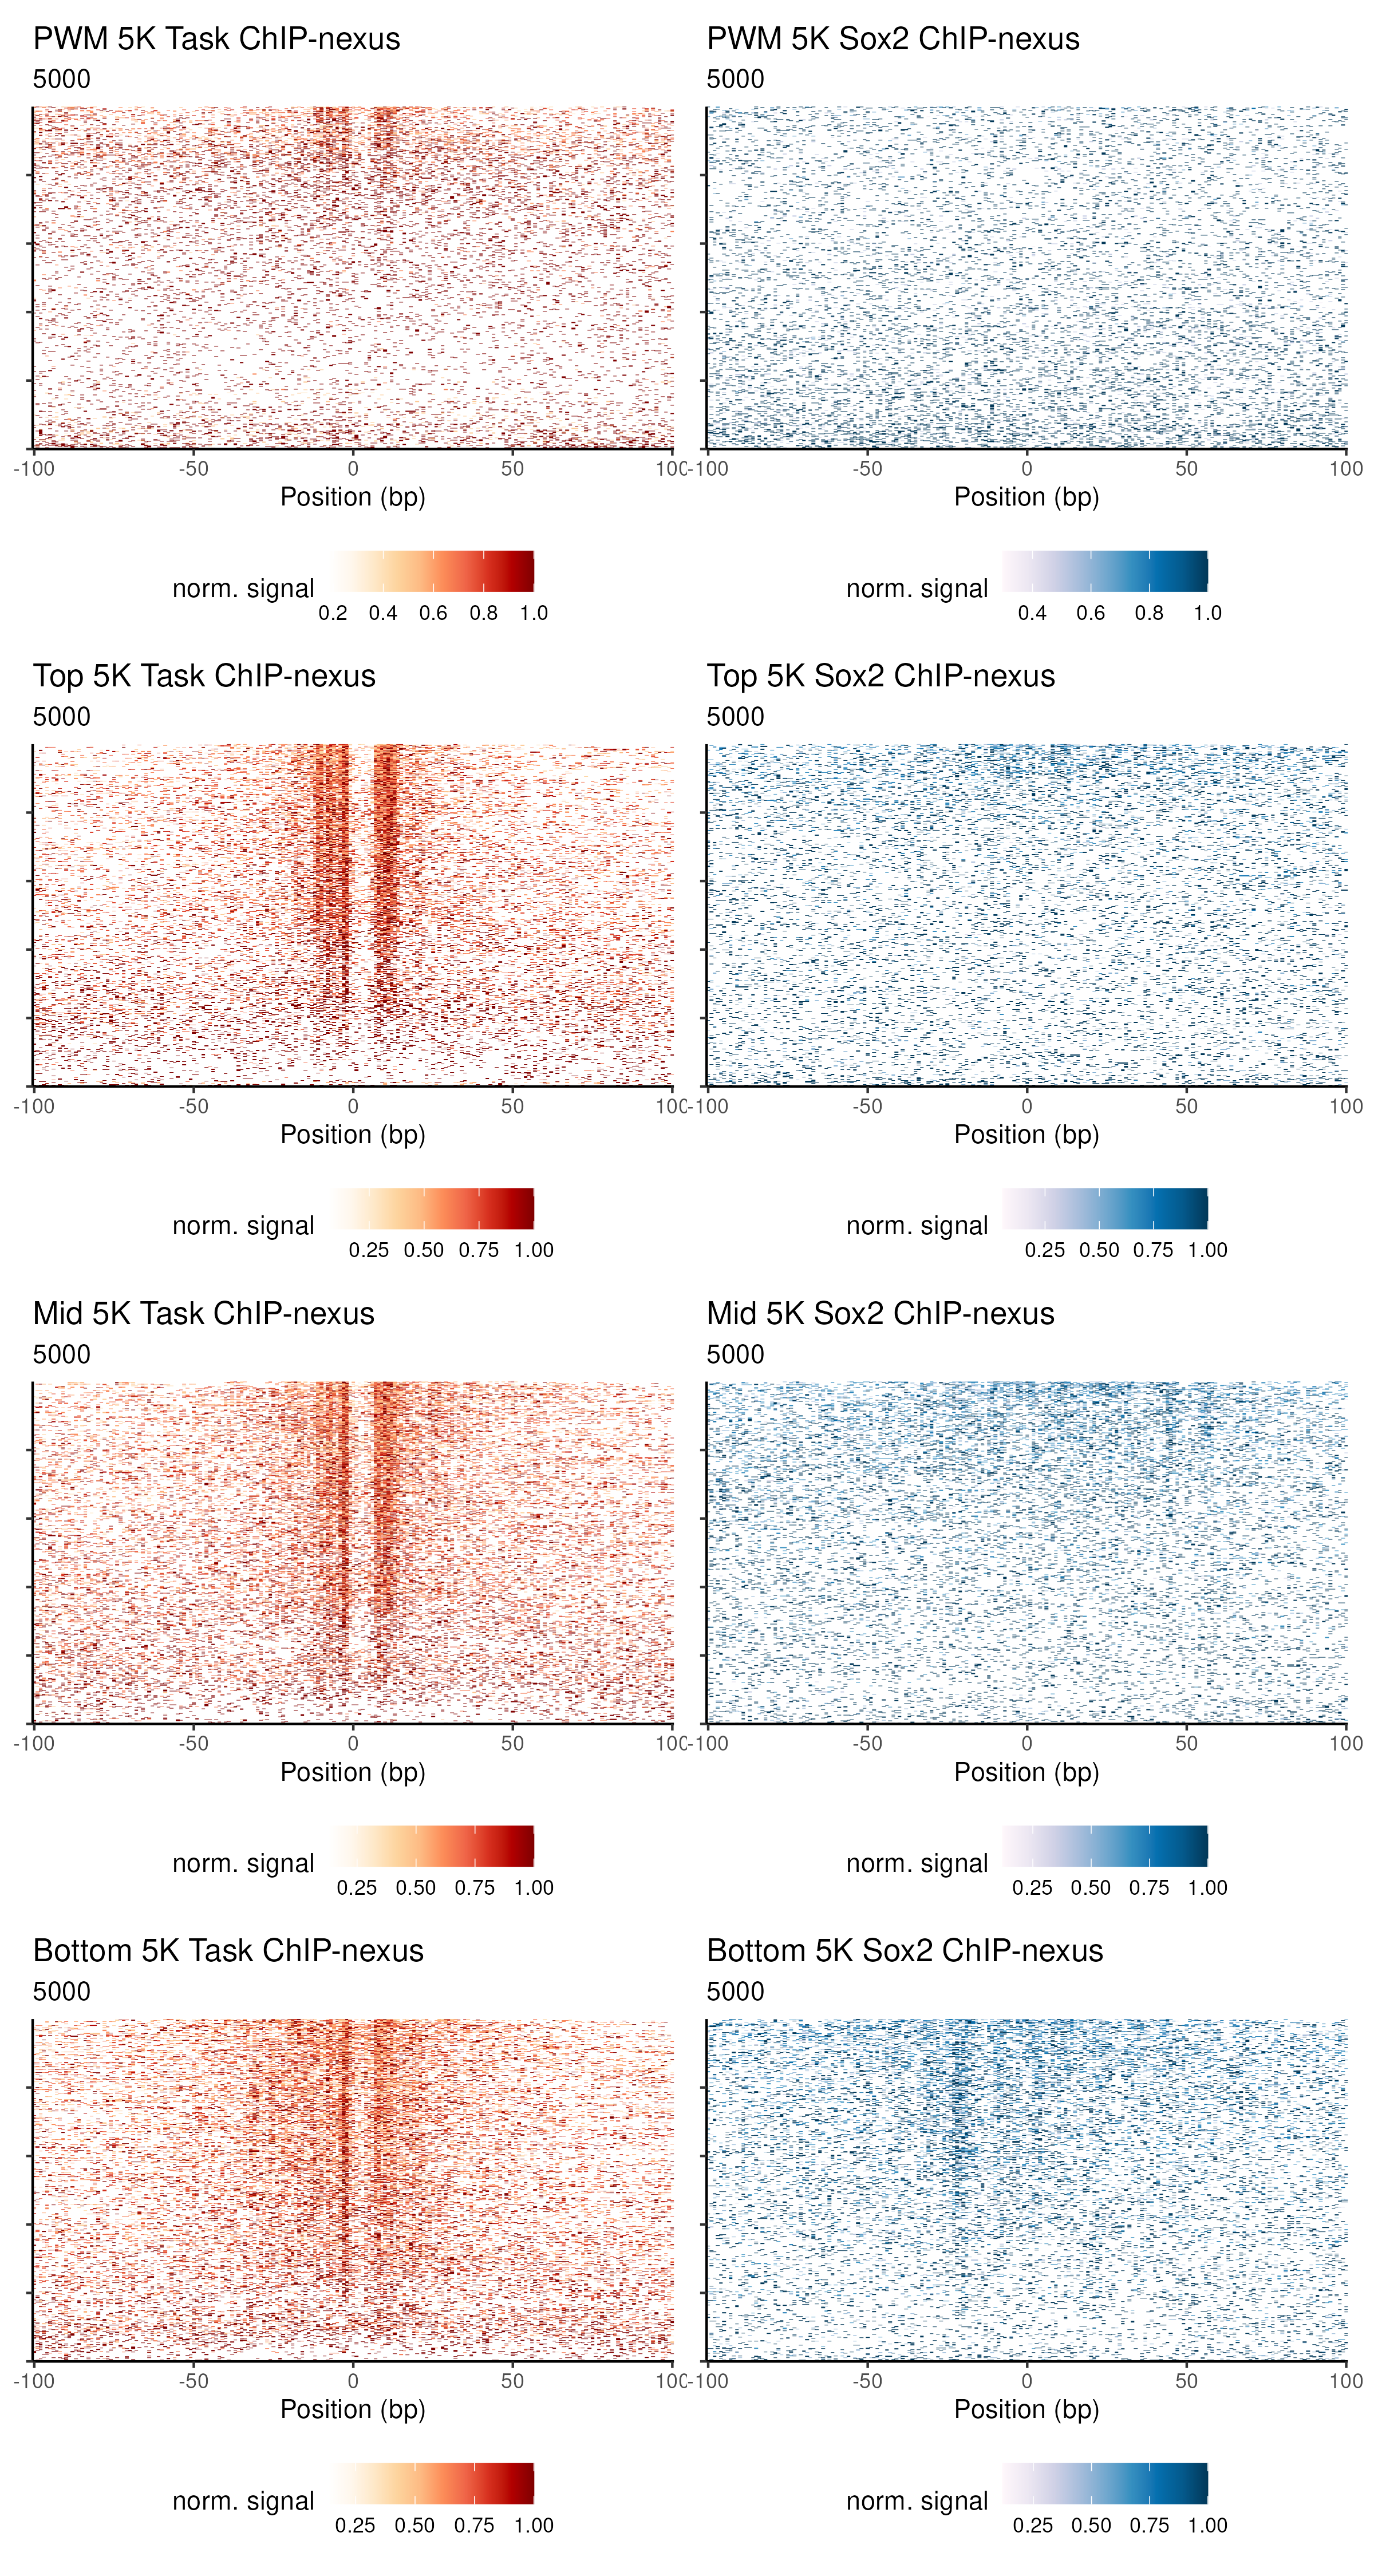 PWM 5K Task ChIP-nexus
5000
-100 -50 0 50 100
Position (bp)
norm. signal
0.2 0.4 0.6 0.8 1.0
PWM 5K Sox2 ChIP-nexus
5000
-100 -50 0 50 100
Position (bp)
norm. signal
0.4 0.6 0.8 1.0
Top 5K Task ChIP-nexus
5000
-100 -50 0 50 100
Position (bp)
norm. signal
0.25 0.50 0.75 1.00
Top 5K Sox2 ChIP-nexus
5000
-100 -50 0 50 100
Position (bp)
norm. signal
0.25 0.50 0.75 1.00
Mid 5K Task ChIP-nexus
5000
-100 -50 0 50 100
Position (bp)
norm. signal
0.25 0.50 0.75 1.00
Mid 5K Sox2 ChIP-nexus
5000
-100 -50 0 50 100
Position (bp)
norm. signal
0.25 0.50 0.75 1.00
Bottom 5K Task ChIP-nexus
5000
-100 -50 0 50 100
Position (bp)
norm. signal
0.25 0.50 0.75 1.00
Bottom 5K Sox2 ChIP-nexus
5000
-100 -50 0 50 100
Position (bp)
norm. signal
0.25 0.50 0.75 1.00